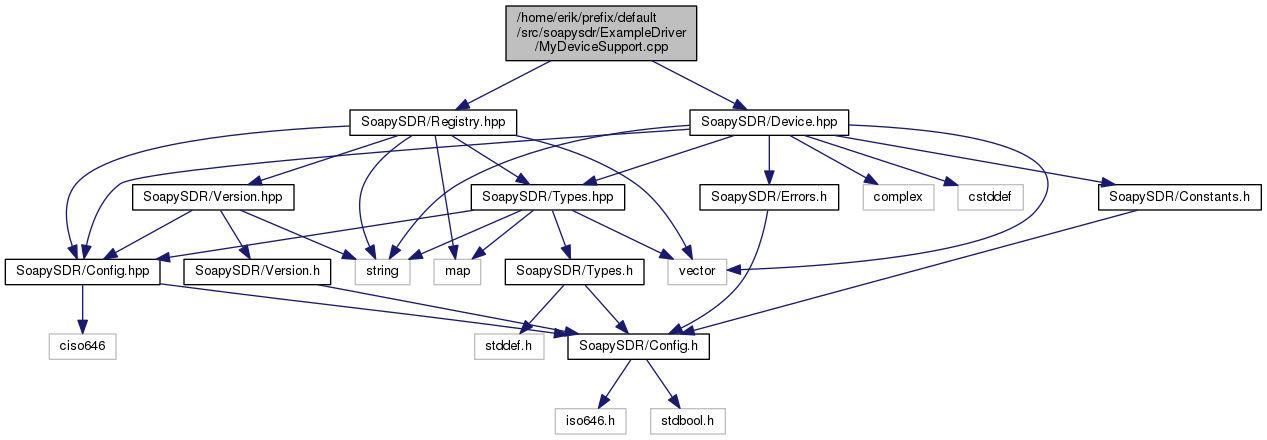 /home/erik/prefix/default
/src/soapysdr/ExampleDriver
/MyDeviceSupport.cpp
SoapySDR/Registry.hpp
SoapySDR/Device.hpp
SoapySDR/Version.hpp
SoapySDR/Types.hpp
SoapySDR/Errors.h
complex
cstddef
SoapySDR/Constants.h
SoapySDR/Config.hpp
SoapySDR/Version.h
string
map
SoapySDR/Types.h
vector
ciso646
stddef.h
SoapySDR/Config.h
iso646.h
stdbool.h